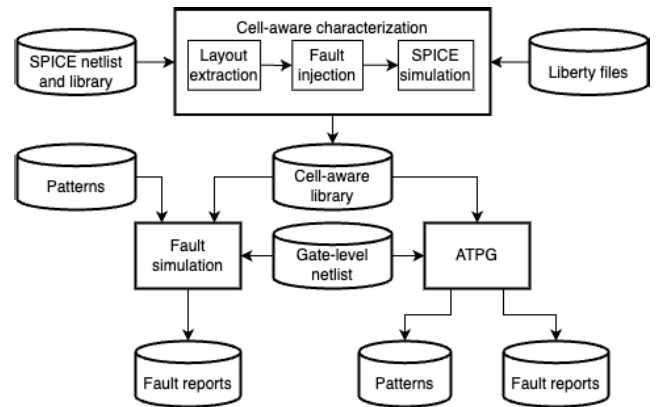 Cell-aware characterization
SPICE netlist
and library
Layout
extraction
Fault
injection
SPICE
simulation
Liberty files
Patterns
Cell-aware
library
Fault
simulation
Gate-level
netlist
ATPG
Fault reports
Patterns
Fault reports